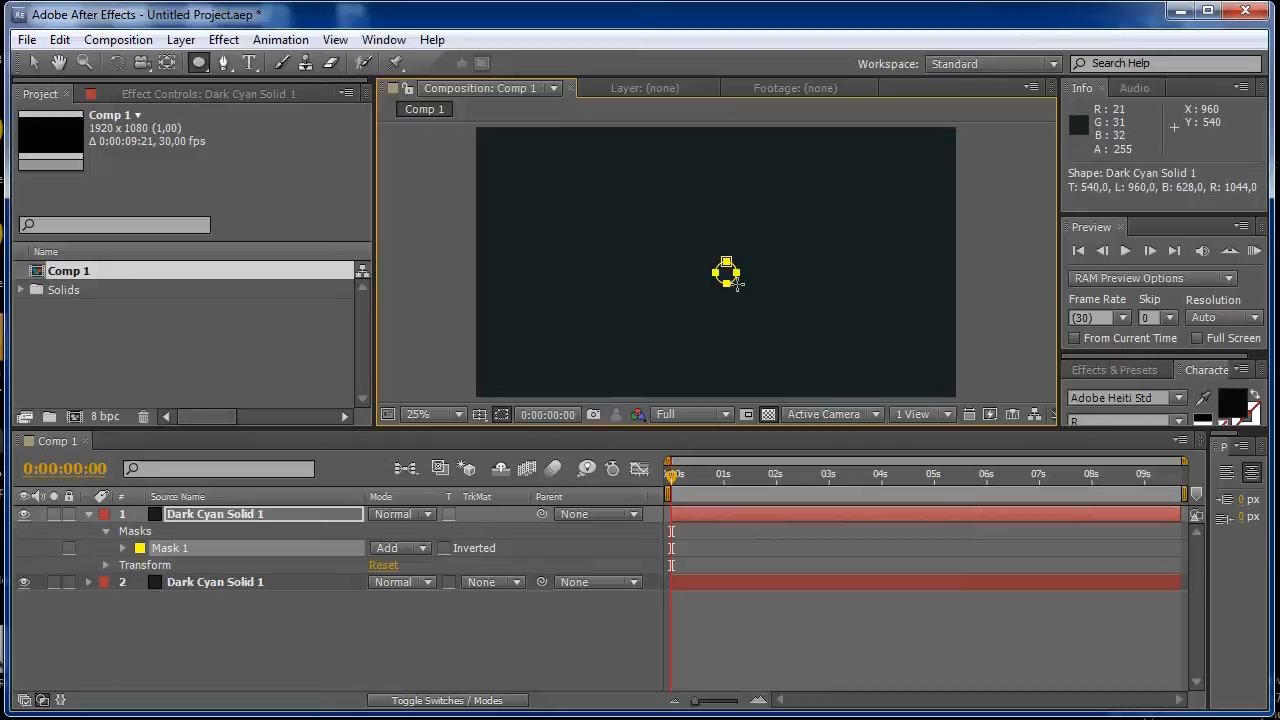 Adobe After Effects - Untitled Project.aep *
File Edit Composition Layer Effect Animation View Window Help
Workspace: Standard Search Help
Project Effect Controls: Dark Cyan Solid 1 Composition: Comp 1 Layer: (none) Footage: (none) Info Audio
Comp 1
Comp 1
1920 x 1080 (1,00)
Δ 0:00:09:21, 30,00 fps
R : 21
G : 31
B : 32
A : 255
X : 960
Y : 540
Shape: Dark Cyan Solid 1
T: 540,0, L: 960,0, B: 628,0, R: 1044,0
Preview
Name
Comp 1
Solids
RAM Preview Options
Frame Rate Skip Resolution
(30) 0 Auto
From Current Time Full Screen
Effects & Presets Characte
Adobe Heiti Std
R
8 bpc
25% 0:00:00:00 Full Active Camera 1 View
Comp 1
0:00:00:00
01s 02s 03s 04s 05s 06s 07s 08s 09s
# Source Name Mode T TrkMat Parent
1 Dark Cyan Solid 1 Normal None
Masks
Mask 1 Add Inverted
Transform Reset
2 Dark Cyan Solid 1 Normal None None
P
0 px
0 px
Toggle Switches / Modes